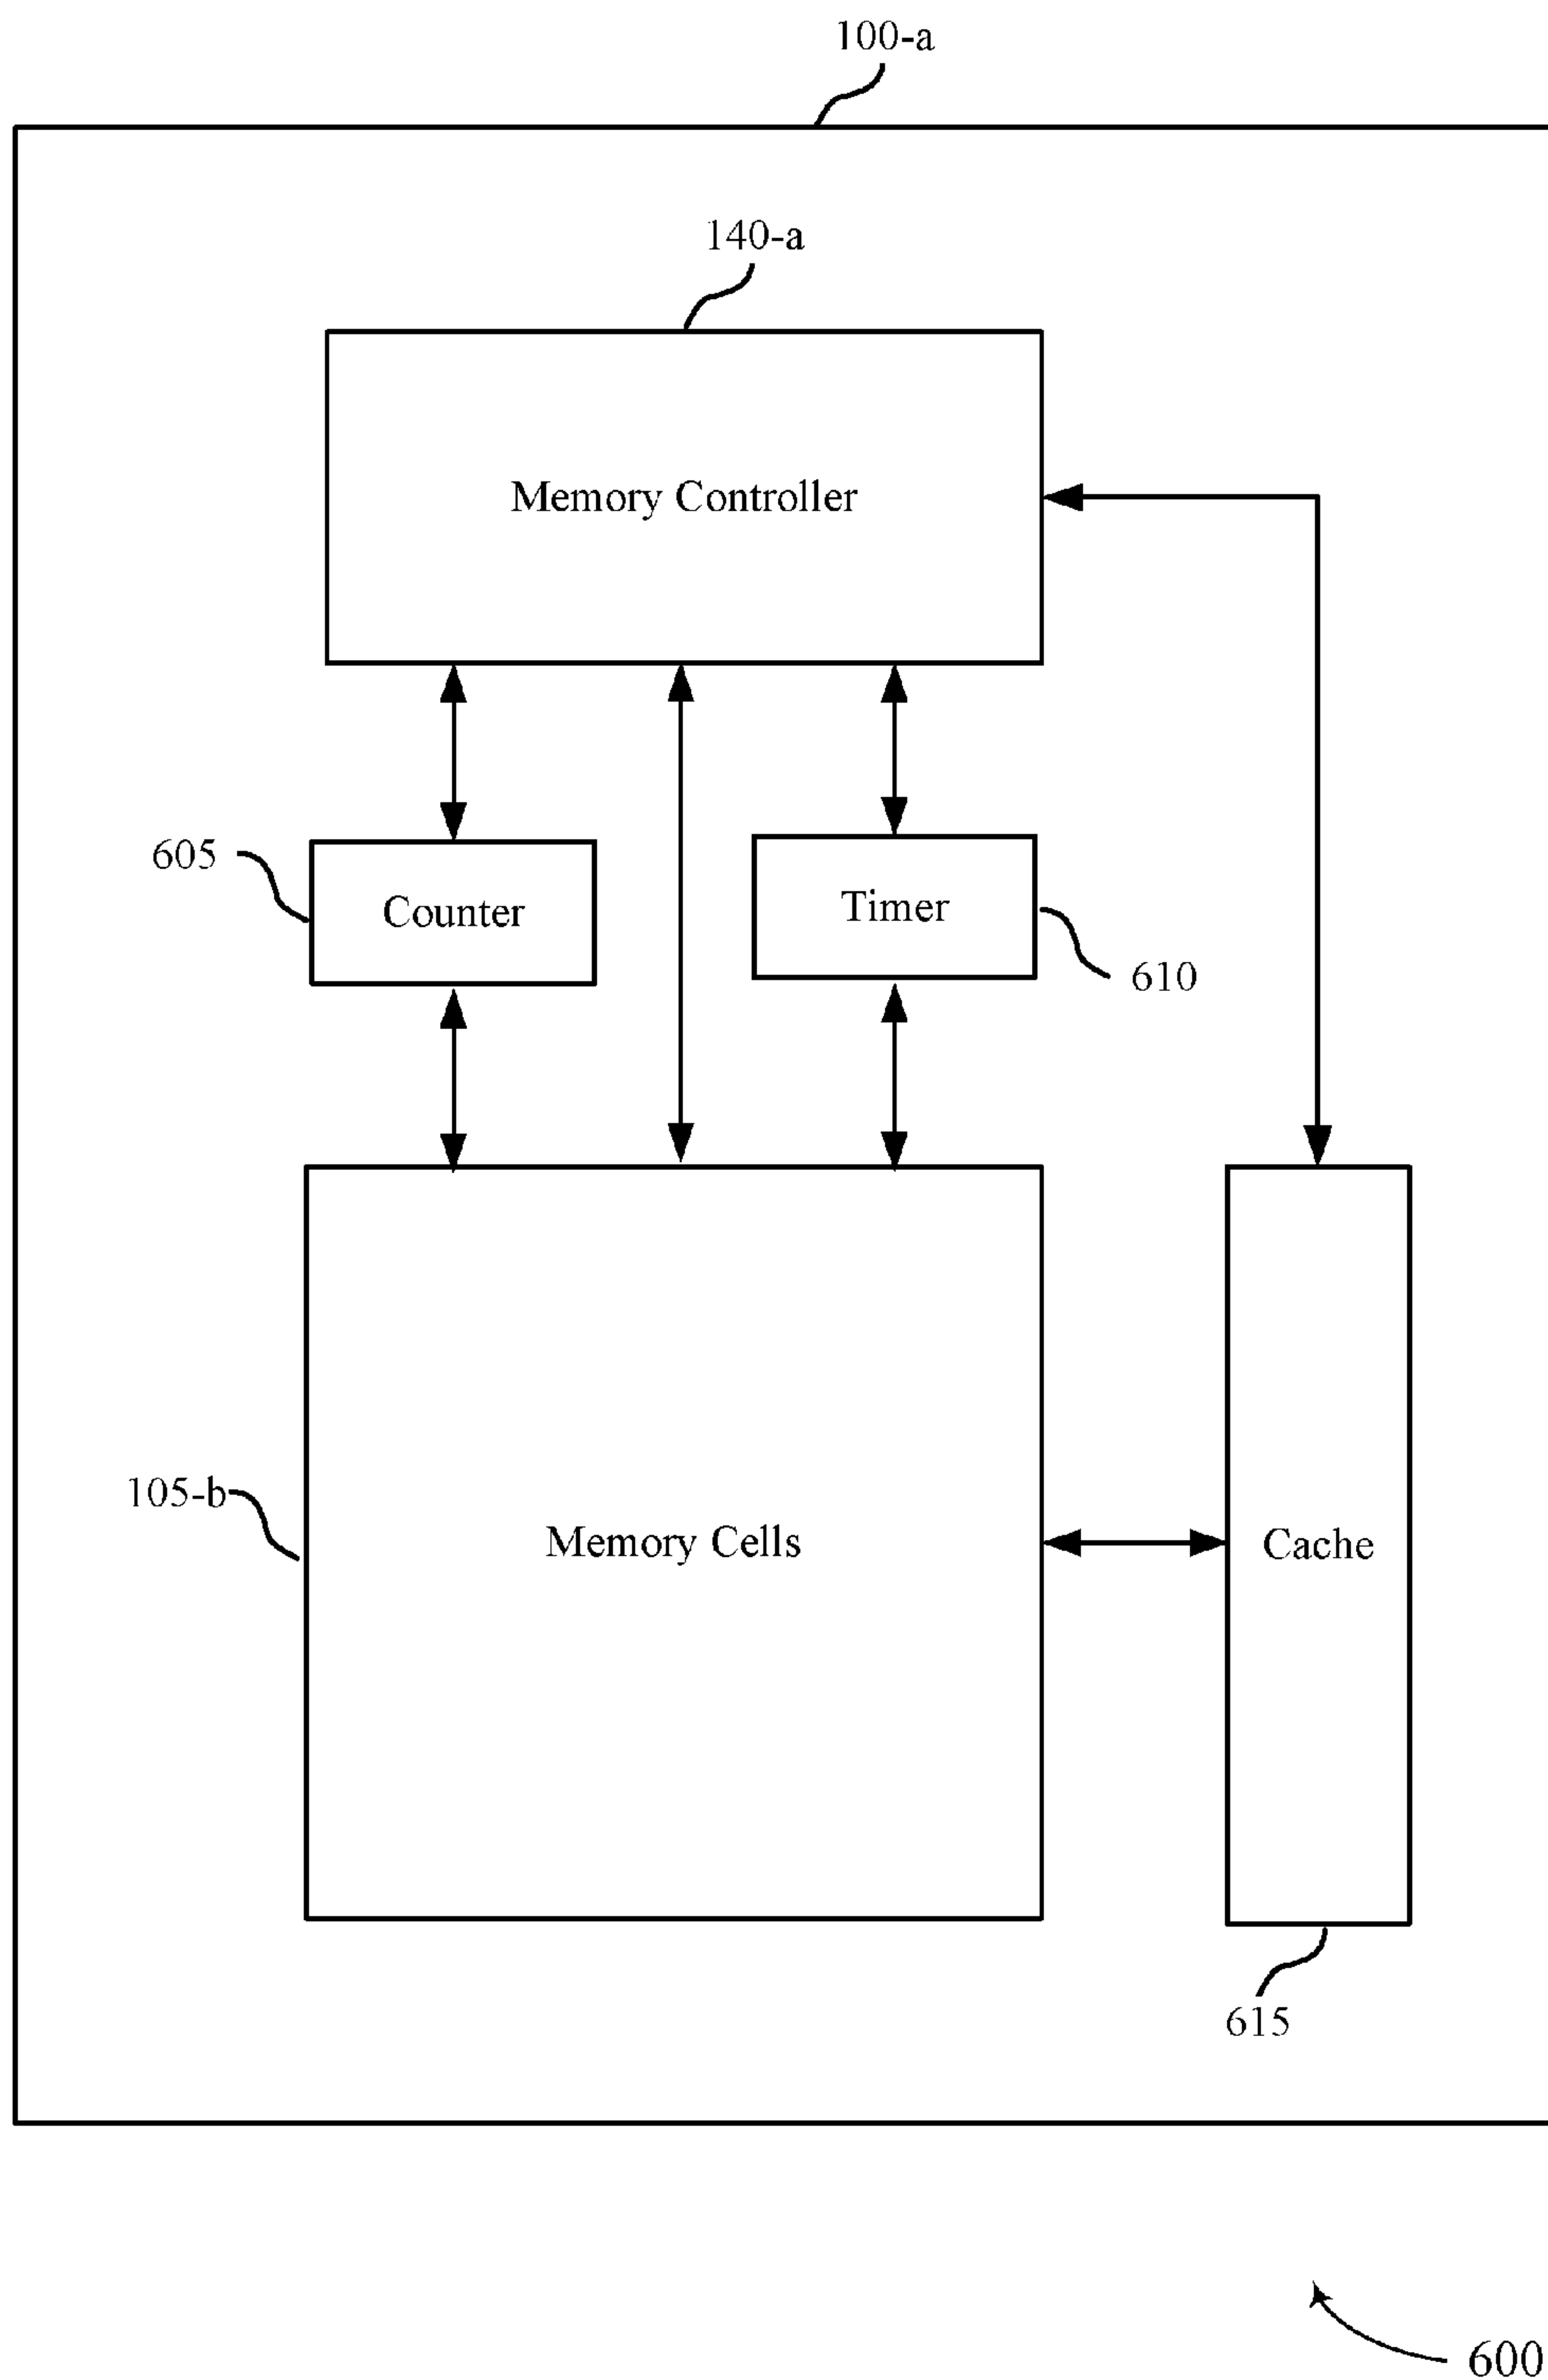 100-a
140-a
Memory Controller
605
Counter
Timer
610
105-b
Memory Cells
Cache
615
600